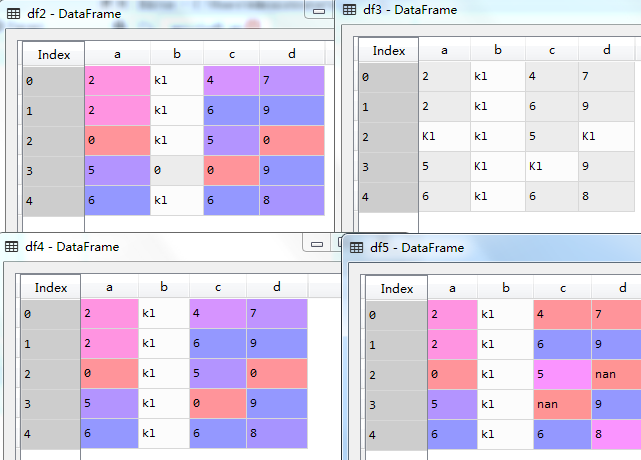 df2 - DataFrame
Index a b c d
0 2 k1 4 7
1 2 k1 6 9
2 0 k1 5 0
3 5 0 0 9
4 6 k1 6 8
df3 - DataFrame
Index a b c d
0 2 k1 4 7
1 2 k1 6 9
2 K1 k1 5 K1
3 5 K1 K1 9
4 6 k1 6 8
df4 - DataFrame
Index a b c d
0 2 k1 4 7
1 2 k1 6 9
2 0 k1 5 0
3 5 k1 0 9
4 6 k1 6 8
df5 - DataFrame
Index a b c d
0 2 k1 4 7
1 2 k1 6 9
2 0 k1 5 nan
3 5 k1 nan 9
4 6 k1 6 8